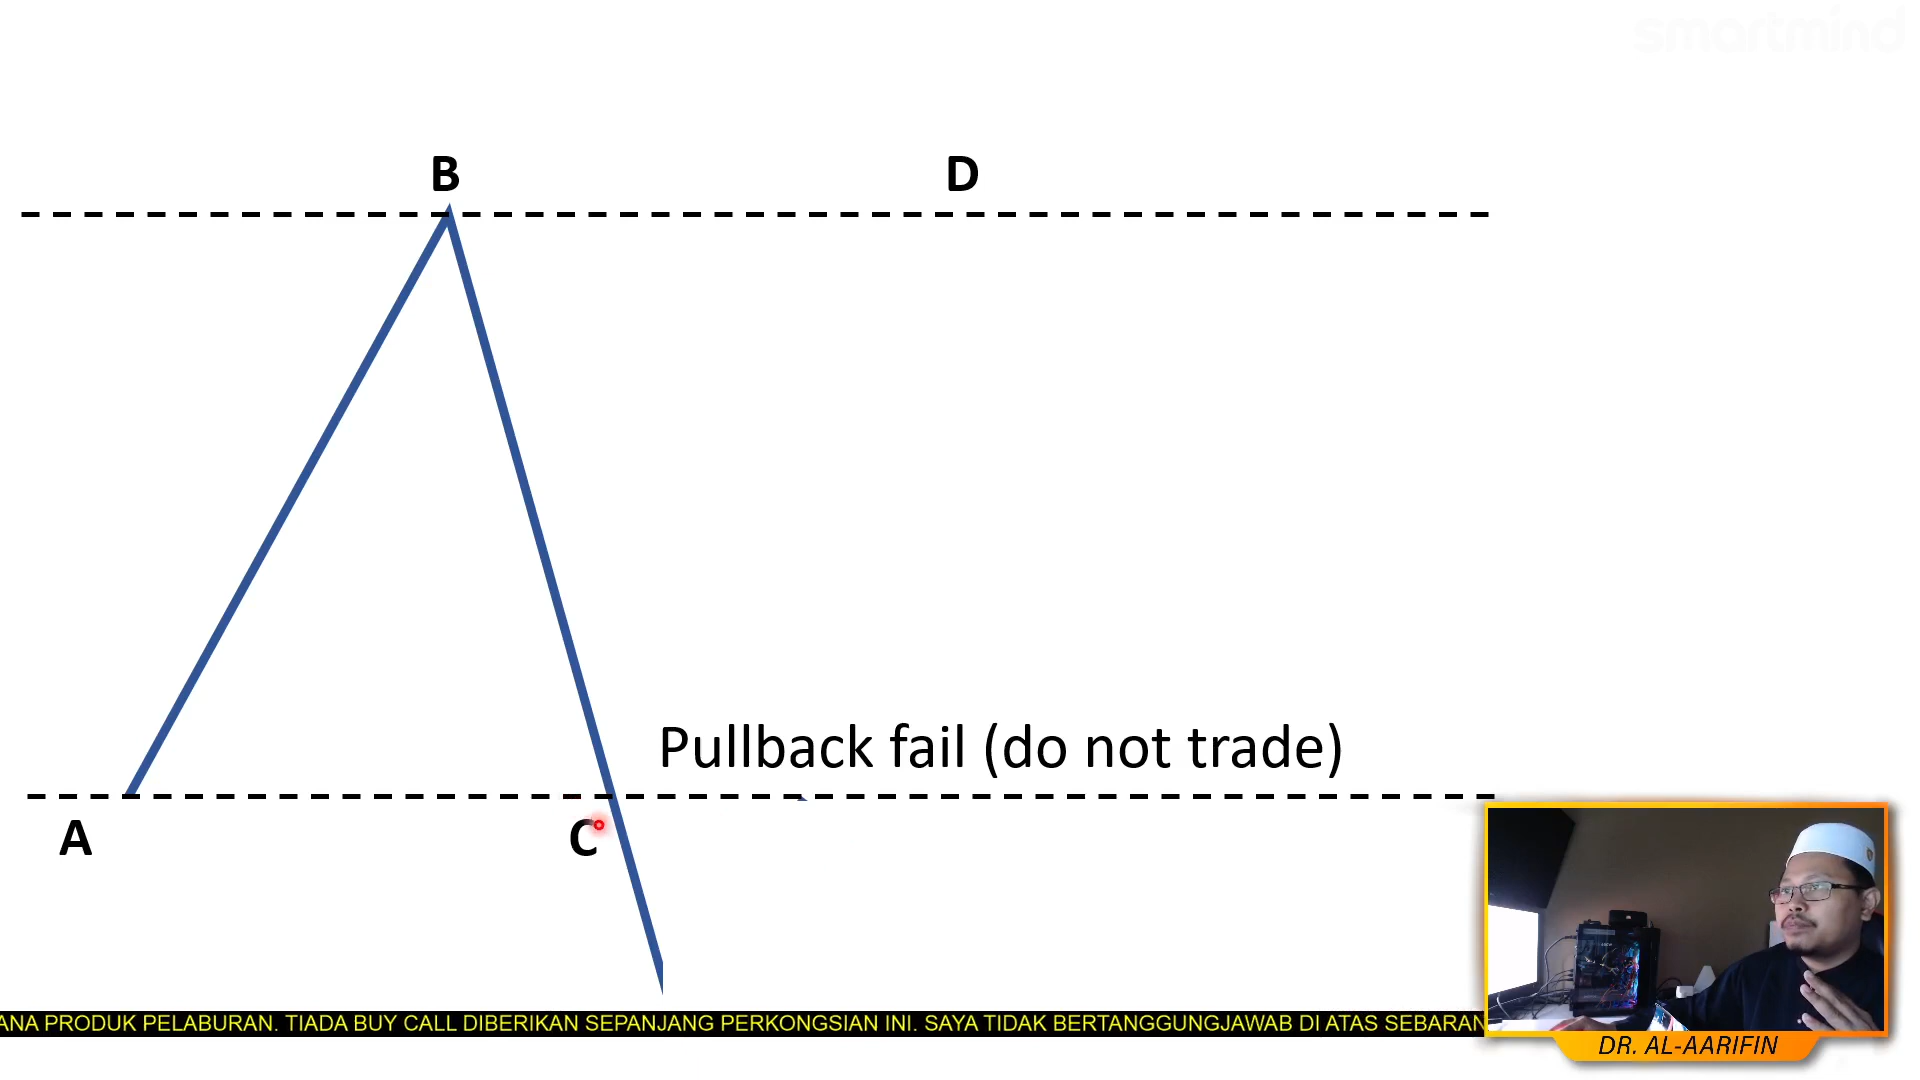 smartmind
B
D
Pullback fail (do not trade)
A
C
ANA PRODUK PELABURAN. TIADA BUY CALL DIBERIKAN SEPANJANG PERKONGSIAN INI. SAYA TIDAK BERTANGGUNGJAWAB DI ATAS SEBARAN
DR. AL-AARIFIN